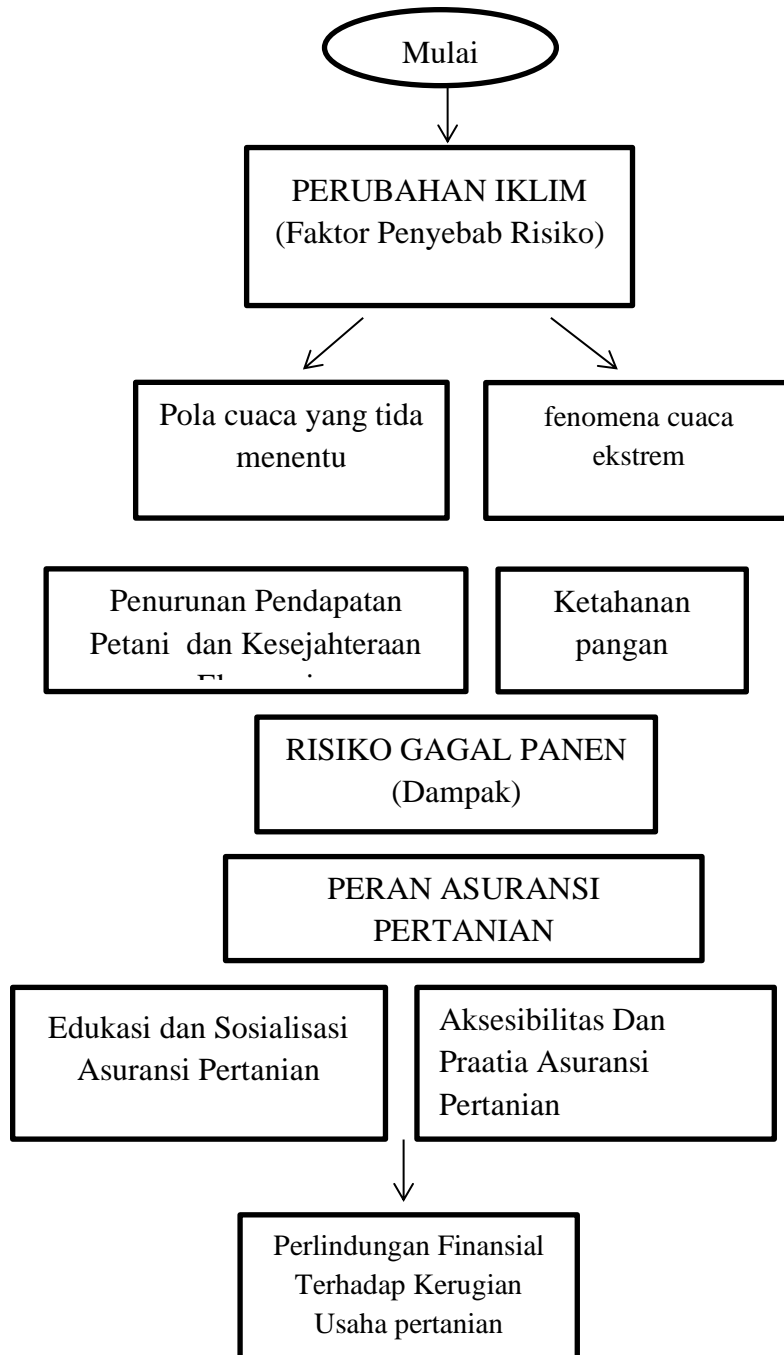 Mulai
PERUBAHAN IKLIM
(Faktor Penyebab Risiko)
Pola cuaca yang tida
menentu
fenomena cuaca
ekstrem
Penurunan Pendapatan
Petani dan Kesejahteraan
Ketahanan
pangan
RISIKO GAGAL PANEN
(Dampak)
PERAN ASURANSI
PERTANIAN
Edukasi dan Sosialisasi
Asuransi Pertanian
Aksesibilitas Dan
Praatia Asuransi
Pertanian
Perlindungan Finansial
Terhadap Kerugian
Usaha pertanian